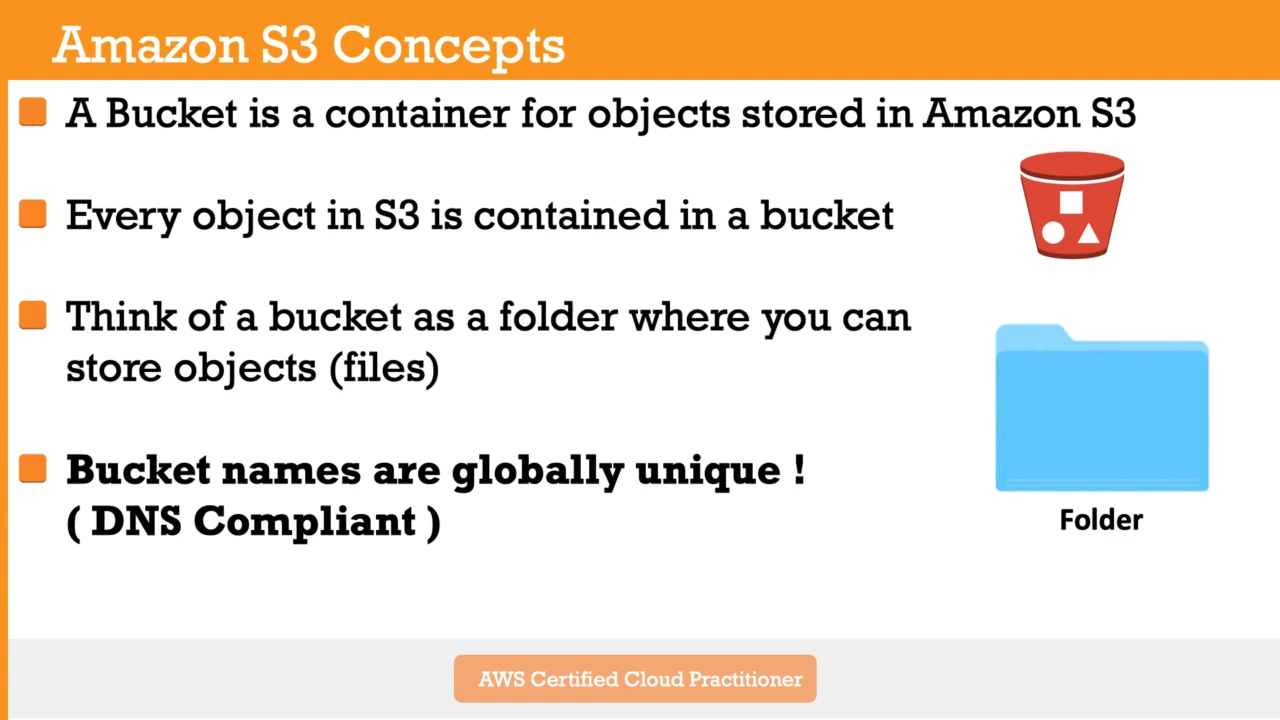 Amazon S3 Concepts
A Bucket is a container for objects stored in Amazon S3
Every object in S3 is contained in a bucket
Think of a bucket as a folder where you can
store objects (files)
Bucket names are globally unique !
( DNS Compliant )
Folder
AWS Certified Cloud Practitioner